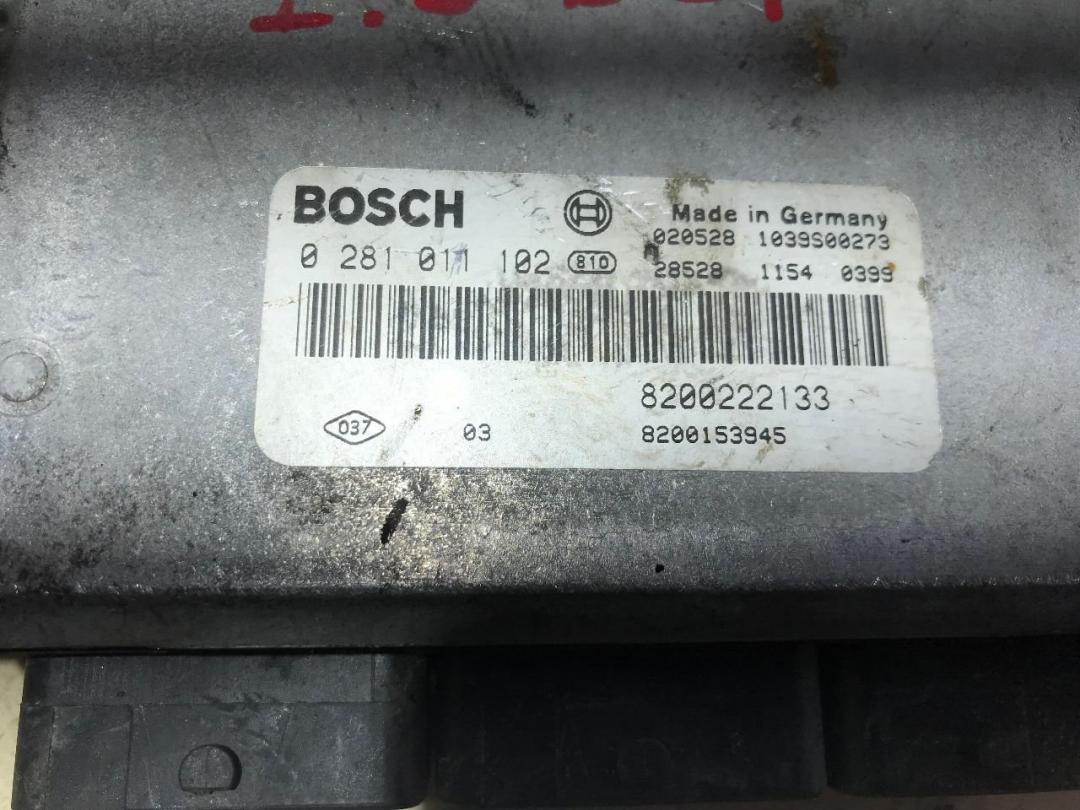 BOSCH
Made in Germany
020528 1039S00273
0 281 011 102 810
28528 1154 0399
8200222133
037 03 8200153945